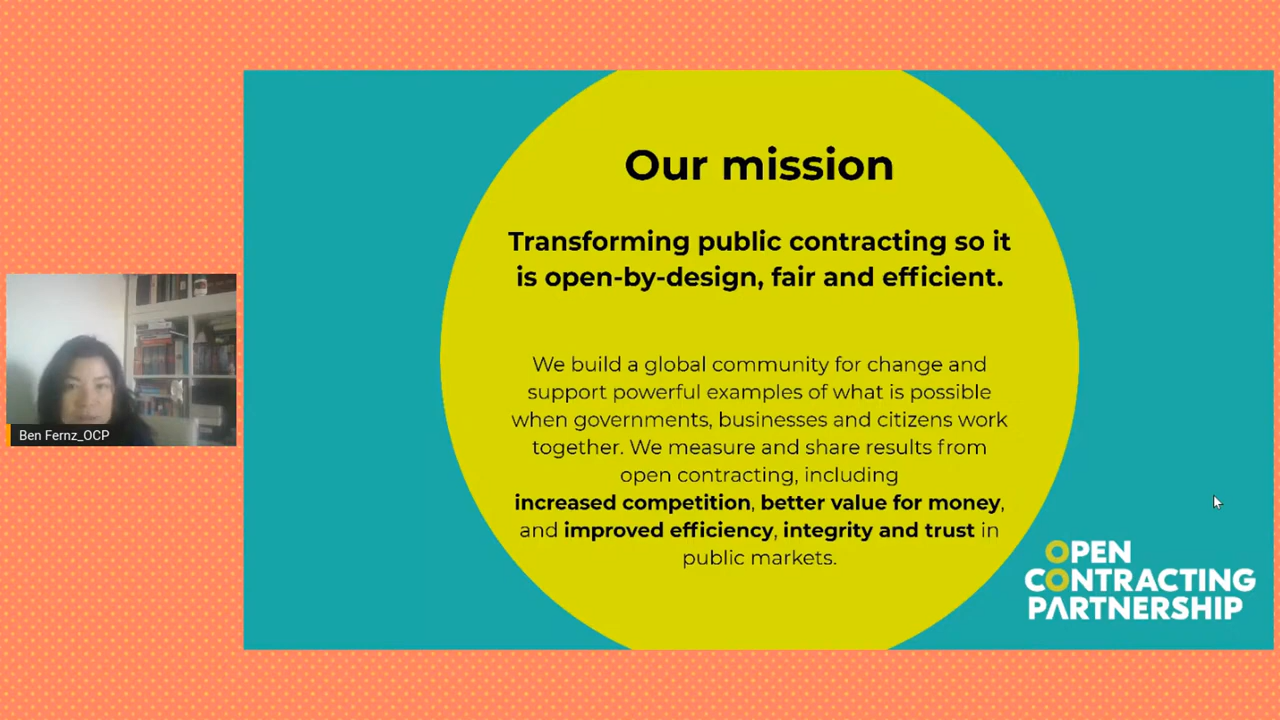 Our mission
Transforming public contracting so it
is open-by-design, fair and efficient.
We build a global community for change and
support powerful examples of what is possible
when governments, businesses and citizens work
together. We measure and share results from
open contracting, including
increased competition, better value for money,
and improved efficiency, integrity and trust in
public markets.
Ben Fernz_OCP
OPEN
CONTRACTING
PARTNERSHIP